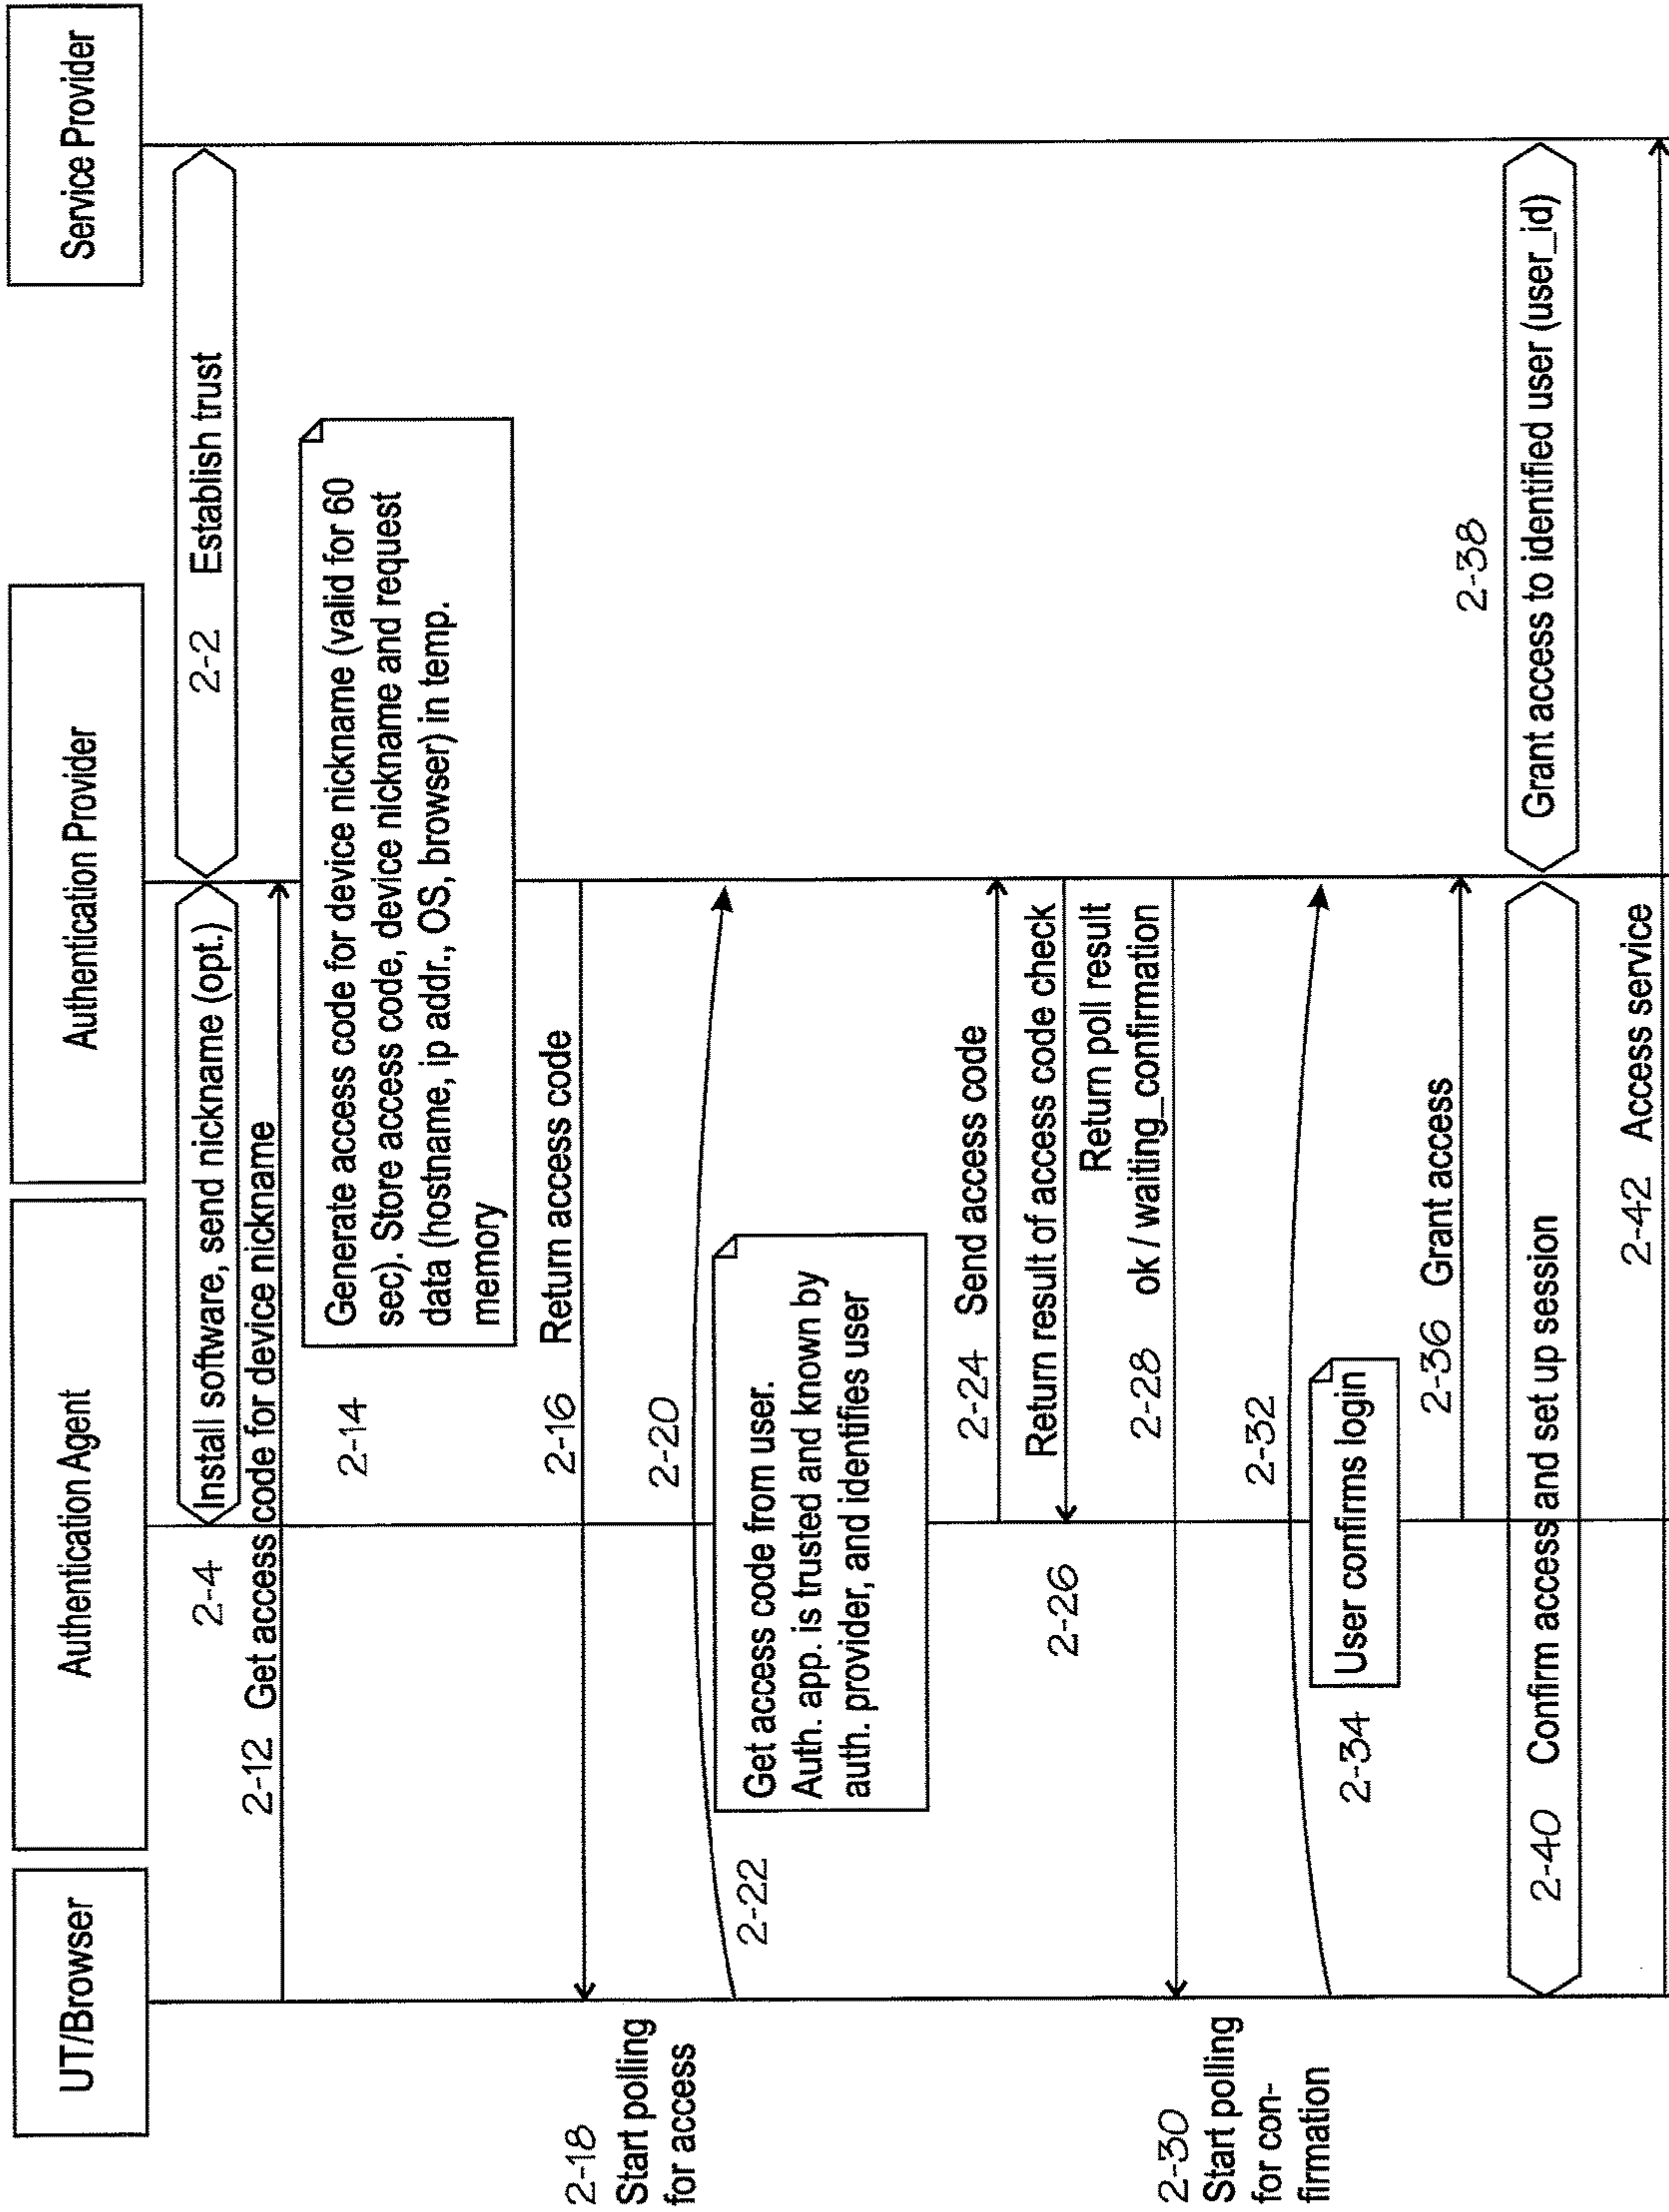 UT/Browser
Authentication Agent
Authentication Provider
Service Provider
2-2 Establish trust
2-4
Install software, send nickname (opt.)
2-12 Get access code for device nickname
2-14
Generate access code for device nickname (valid for 60
sec). Store access code, device nickname and request
data (hostname, ip addr., OS, browser) in temp.
memory
2-16 Return access code
2-18
Start polling
for access
2-20
2-22
Get access code from user.
Auth. app. is trusted and known by
auth. provider, and identifies user
2-24 Send access code
2-26
Return result of access code check
Return poll result
2-28 ok / waiting_confirmation
2-30
Start polling
for con-
firmation
2-32
2-34
User confirms login
2-36 Grant access
2-38
Grant access to identified user (user_id)
2-40 Confirm access and set up session
2-42 Access service